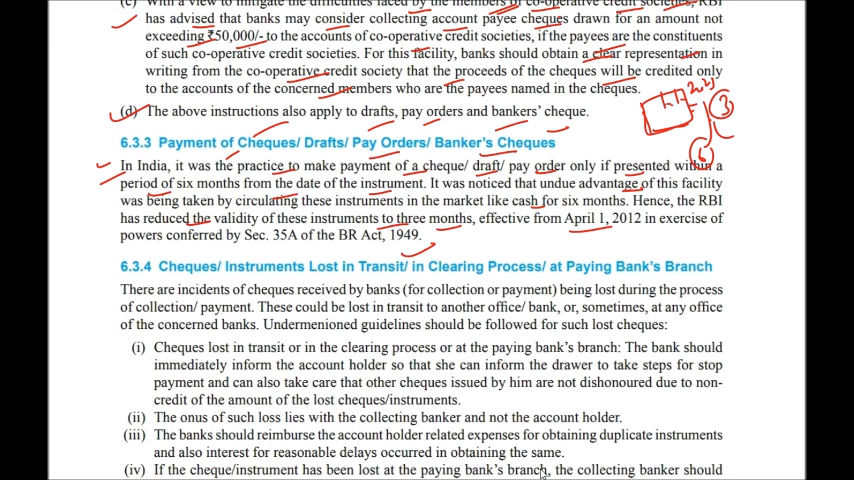 (c) With a view to mitigate the difficulties faced by the members of co-operative credit societies, RBI
has advised that banks may consider collecting account payee cheques drawn for an amount not
exceeding ₹50,000/- to the accounts of co-operative credit societies, if the payees are the constituents
of such co-operative credit societies. For this facility, banks should obtain a clear representation in
writing from the co-operative credit society that the proceeds of the cheques will be credited only
to the accounts of the concerned members who are the payees named in the cheques.
(d) The above instructions also apply to drafts, pay orders and bankers' cheque.
6.3.3 Payment of Cheques/ Drafts/ Pay Orders/ Banker's Cheques
In India, it was the practice to make payment of a cheque/ draft/ pay order only if presented within a
period of six months from the date of the instrument. It was noticed that undue advantage of this facility
was being taken by circulating these instruments in the market like cash for six months. Hence, the RBI
has reduced the validity of these instruments to three months, effective from April 1, 2012 in exercise of
powers conferred by Sec. 35A of the BR Act, 1949.
6.3.4 Cheques/ Instruments Lost in Transit/ in Clearing Process/ at Paying Bank's Branch
There are incidents of cheques received by banks (for collection or payment) being lost during the process
of collection/ payment. These could be lost in transit to another office/ bank, or, sometimes, at any office
of the concerned banks. Undermentioned guidelines should be followed for such lost cheques:
(i) Cheques lost in transit or in the clearing process or at the paying bank's branch: The bank should
immediately inform the account holder so that she can inform the drawer to take steps for stop
payment and can also take care that other cheques issued by him are not dishonoured due to non-
credit of the amount of the lost cheques/instruments.
(ii) The onus of such loss lies with the collecting banker and not the account holder.
(iii) The banks should reimburse the account holder related expenses for obtaining duplicate instruments
and also interest for reasonable delays occurred in obtaining the same.
(iv) If the cheque/instrument has been lost at the paying bank's branch, the collecting banker should
3
6